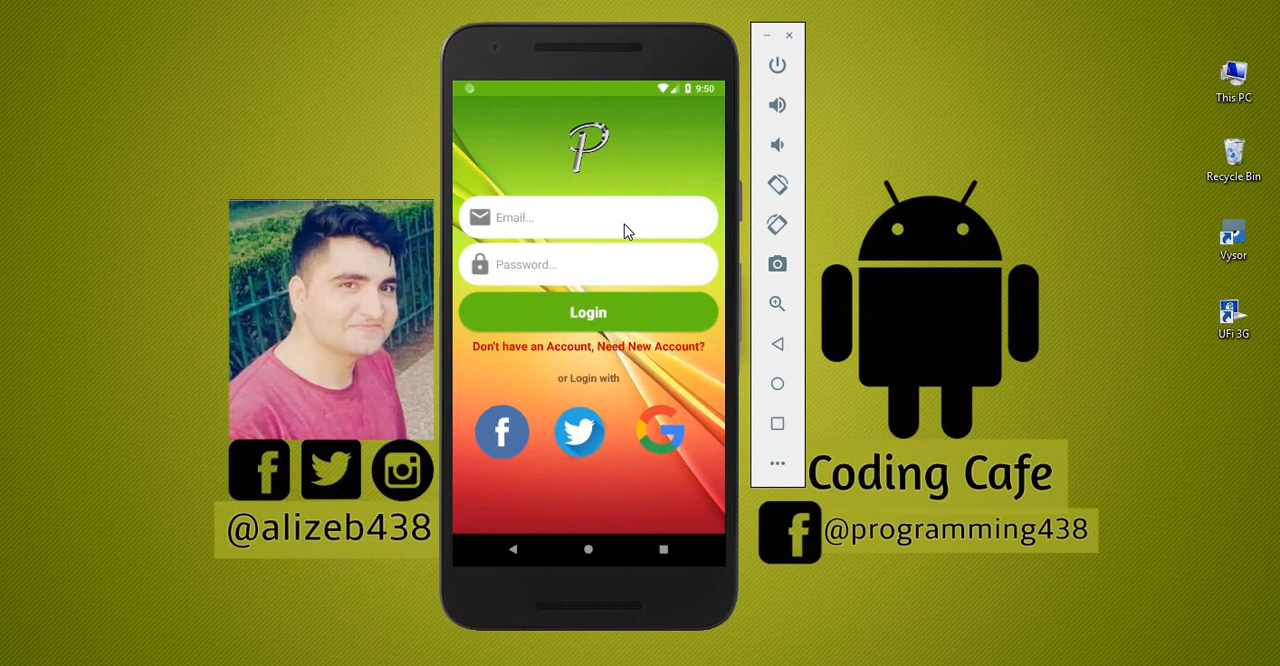 9:50
P
Email...
Password...
Login
Don't have an Account, Need New Account?
or Login with
@alizeb438
Coding Cafe
@programming438
This PC
Recycle Bin
Vysor
UFi 3G